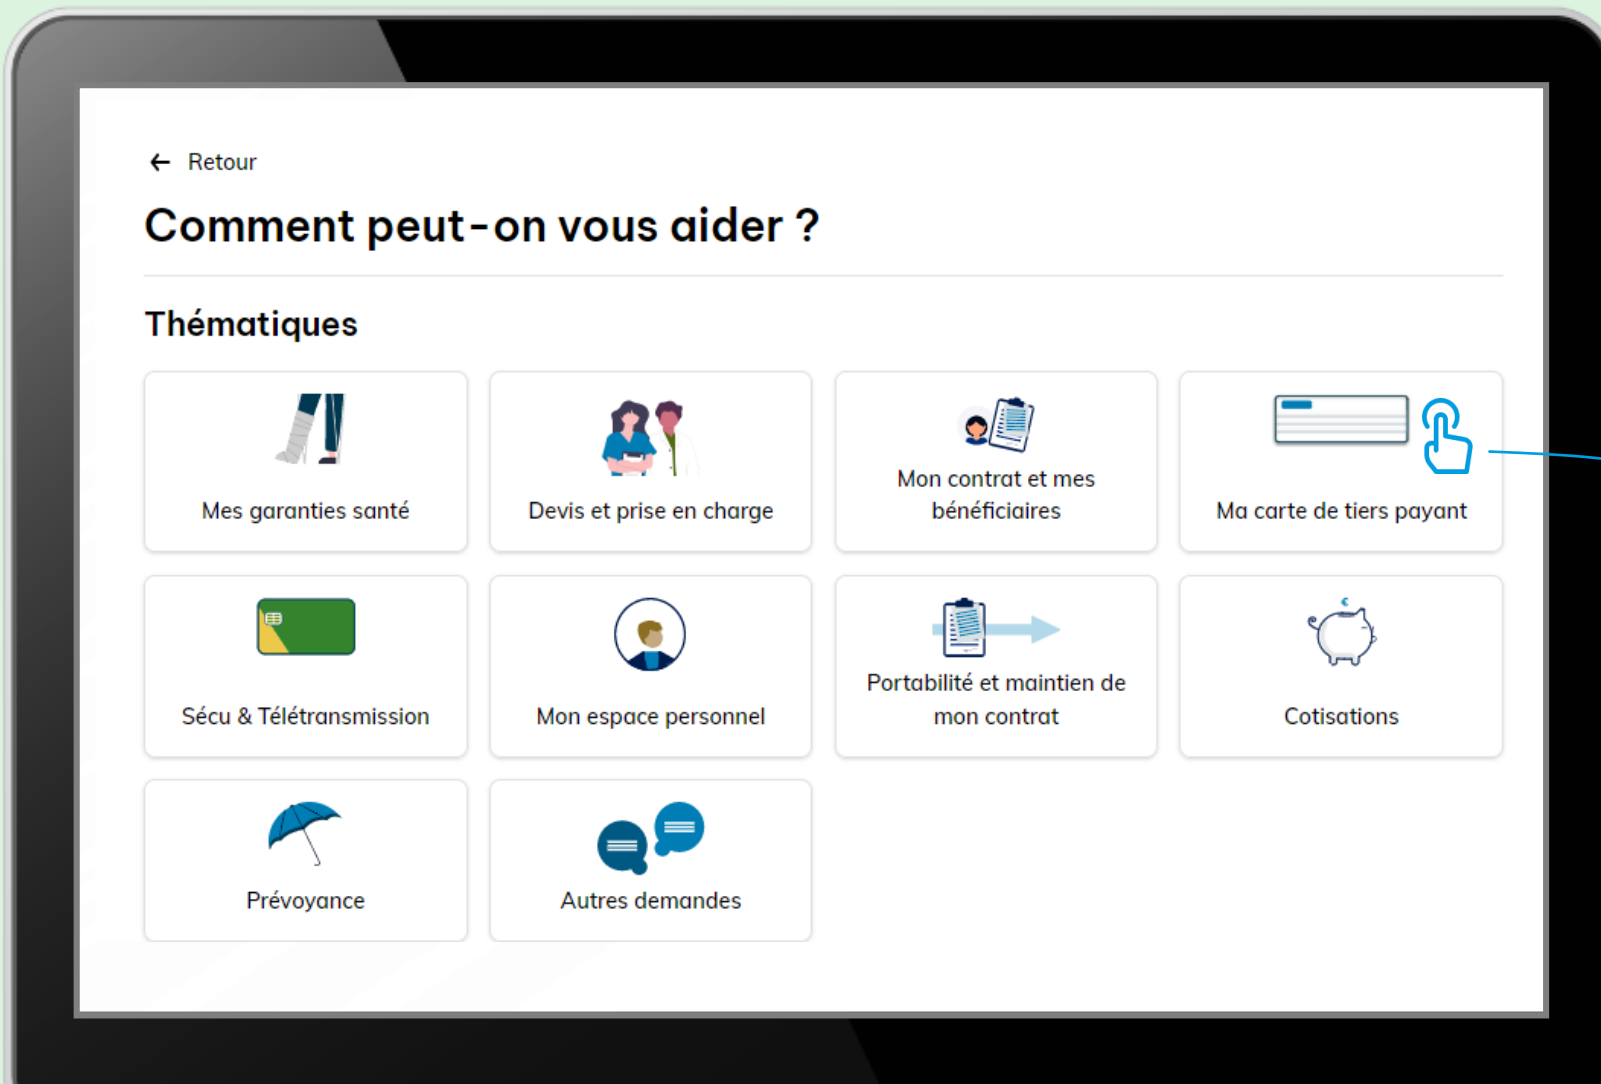 ← Retour
Comment peut-on vous aider ?
Thématiques
Mes garanties santé
Devis et prise en charge
Mon contrat et mes
bénéficiaires
Ma carte de tiers payant
Sécu & Télétransmission
Mon espace personnel
Portabilité et maintien de
mon contrat
Cotisations
Prévoyance
Autres demandes